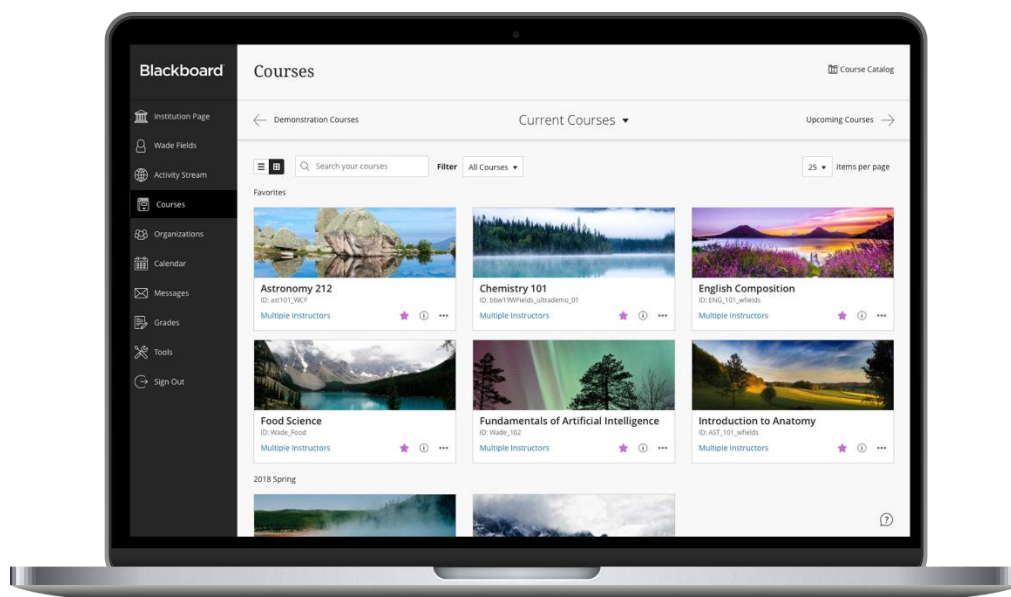 Blackboard
Institution Page
Wade Fields
Activity Stream
Courses
Organizations
Calendar
Messages
Grades
Tools
Sign Out
Courses
Course Catalog
Demonstration Courses
Current Courses
Upcoming Courses
Search your courses
Filter
All Courses
25
items per page
Favorites
Astronomy 212
ID: ast101_WCF
Multiple Instructors
Chemistry 101
ID: bbw19WFields_ultrademo_01
Multiple Instructors
English Composition
ID: ENG_101_wfields
Multiple Instructors
Food Science
ID: Wade_Food
Multiple Instructors
Fundamentals of Artificial Intelligence
ID: Wade_102
Multiple Instructors
Introduction to Anatomy
ID: AST_101_wfields
Multiple Instructors
2018 Spring